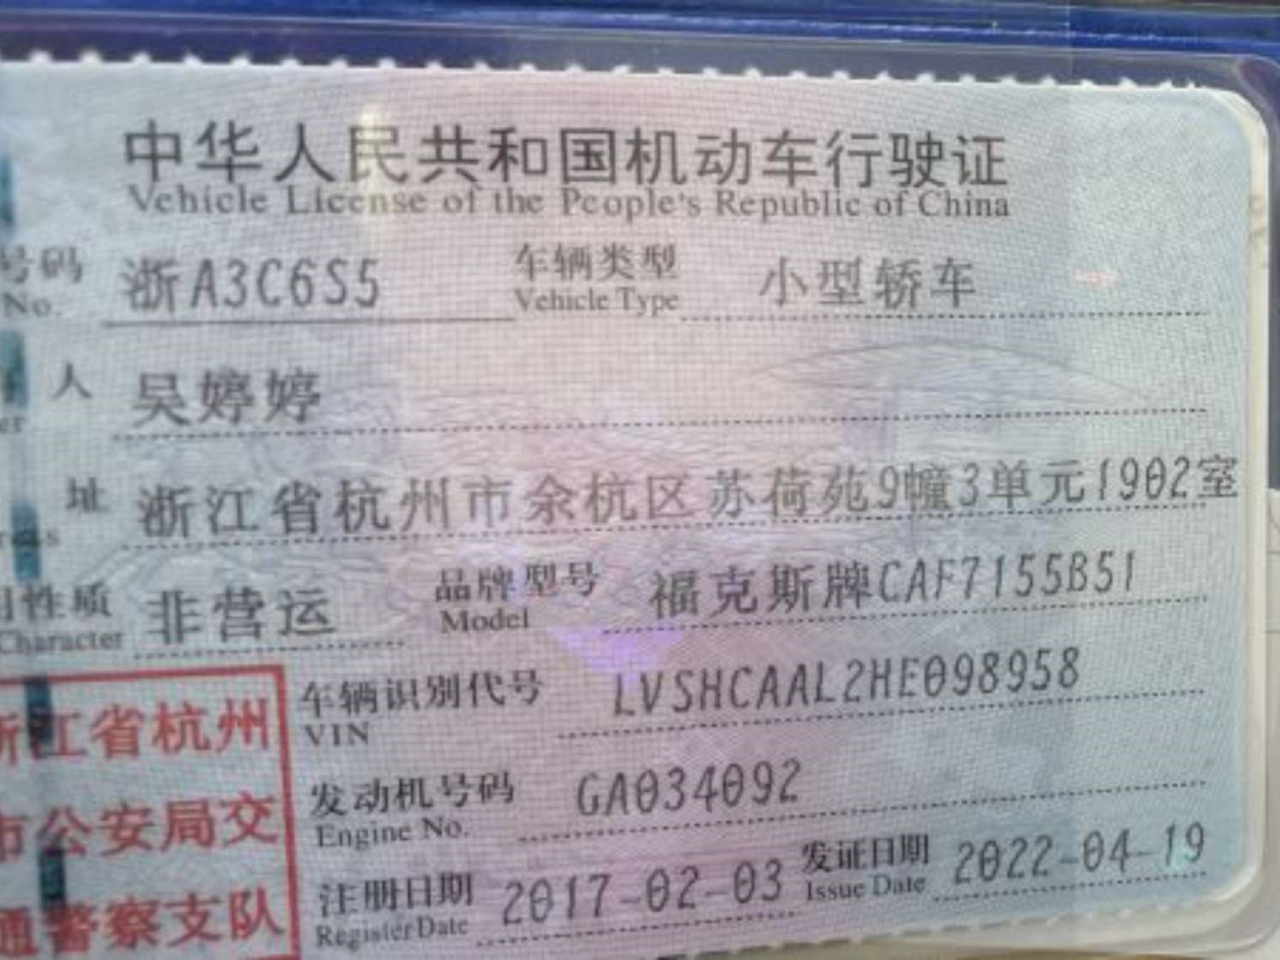 中华人民共和国机动车行驶证
Vehicle License of the People's Republic of China
号码 浙A3C6S5 车辆类型 小型轿车
No. Vehicle Type
人 吴婷婷
址 浙江省杭州市余杭区苏荷苑9幢3单元1902室
性质 非营运 品牌型号 福克斯牌CAF7155B51
Character Model
浙江省杭州 车辆识别代号 LVSHCAAL2HE098958
VIN
市公安局交 发动机号码 GA034092
Engine No.
通警察支队 注册日期 2017-02-03 发证日期 2022-04-19
Register Date Issue Date